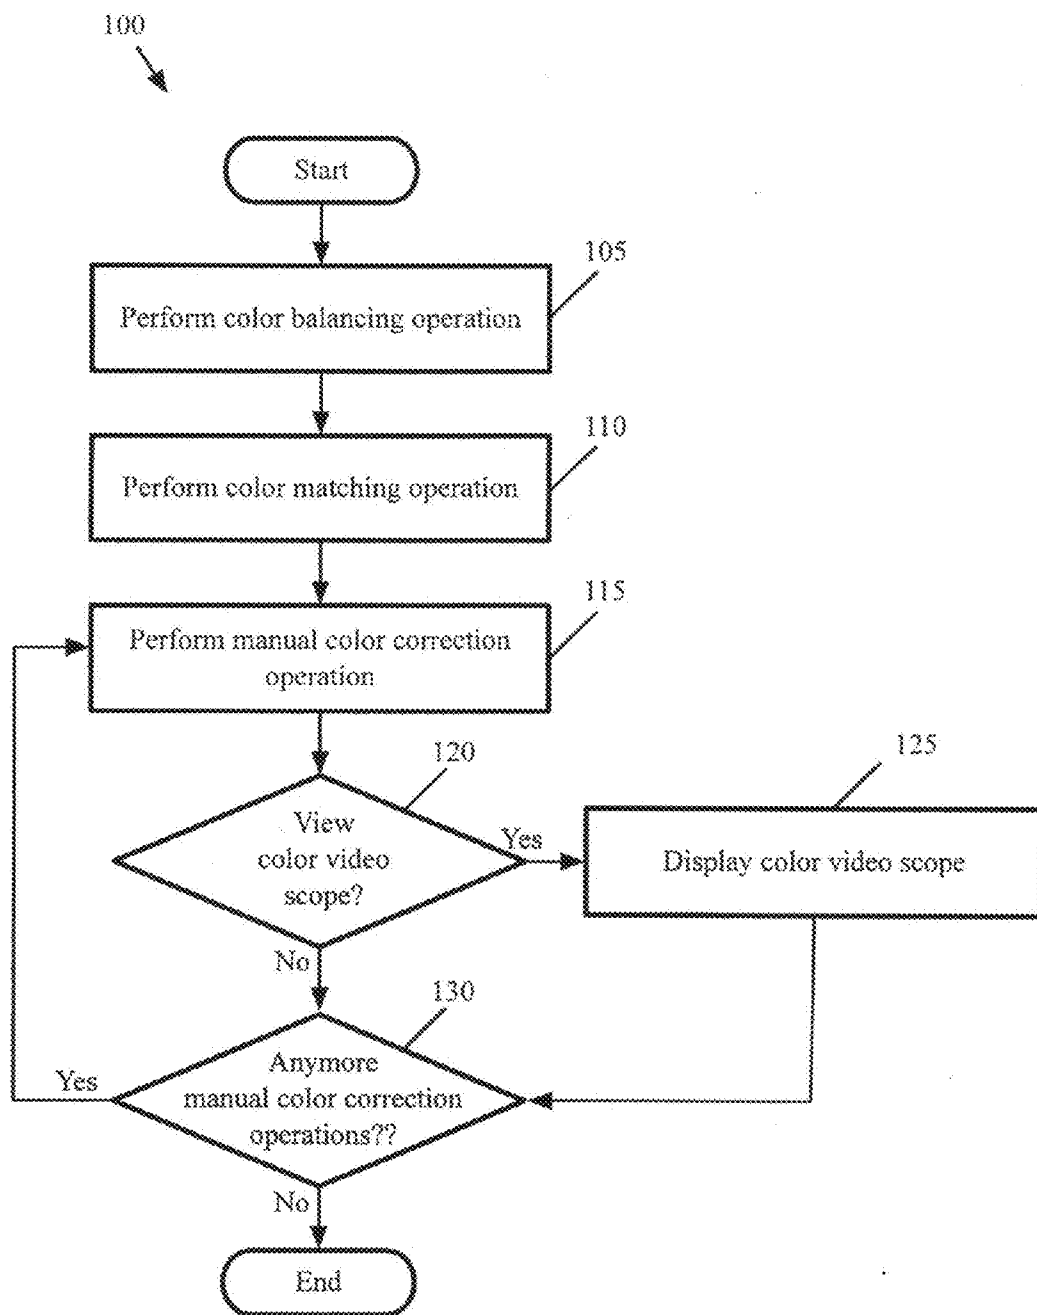 100
Start
105
Perform color balancing operation
110
Perform color matching operation
115
Perform manual color correction
operation
120
View
color video
scope?
Yes
125
Display color video scope
No
130
Anymore
manual color correction
operations??
Yes
No
End